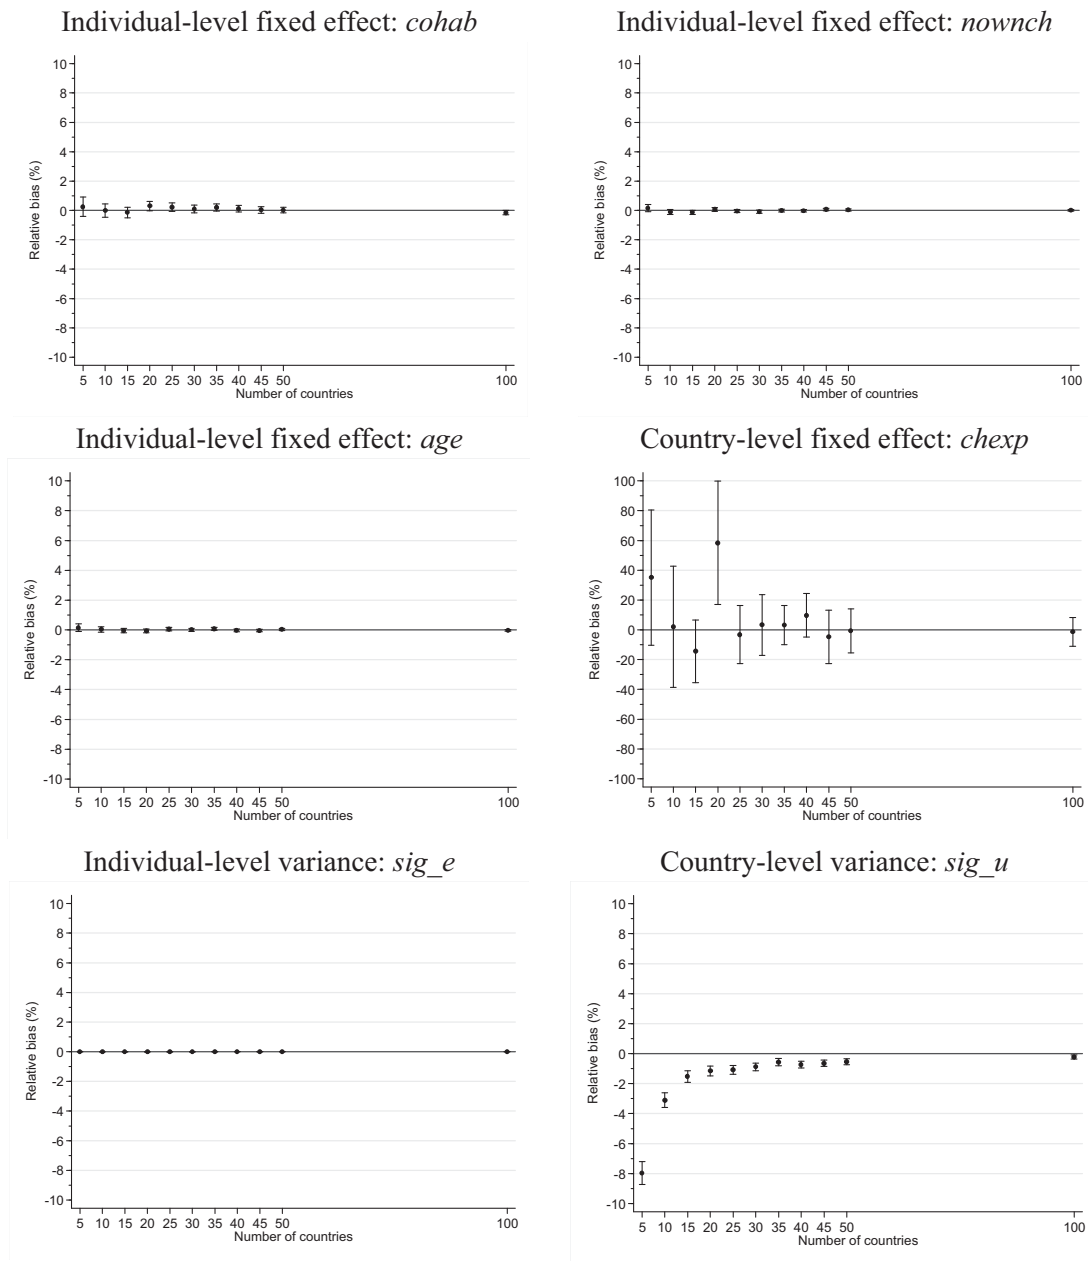 Individual-level fixed effect: cohab
Relative bias (%)
10
8
6
4
2
0
-2
-4
-6
-8
-10
5 10 15 20 25 30 35 40 45 50 100
Number of countries
Individual-level fixed effect: nownch
Relative bias (%)
10
8
6
4
2
0
-2
-4
-6
-8
-10
5 10 15 20 25 30 35 40 45 50 100
Number of countries
Individual-level fixed effect: age
Relative bias (%)
10
8
6
4
2
0
-2
-4
-6
-8
-10
5 10 15 20 25 30 35 40 45 50 100
Number of countries
Country-level fixed effect: chexp
Relative bias (%)
100
80
60
40
20
0
-20
-40
-60
-80
-100
5 10 15 20 25 30 35 40 45 50 100
Number of countries
Individual-level variance: sig_e
Relative bias (%)
10
8
6
4
2
0
-2
-4
-6
-8
-10
5 10 15 20 25 30 35 40 45 50 100
Number of countries
Country-level variance: sig_u
Relative bias (%)
10
8
6
4
2
0
-2
-4
-6
-8
-10
5 10 15 20 25 30 35 40 45 50 100
Number of countries